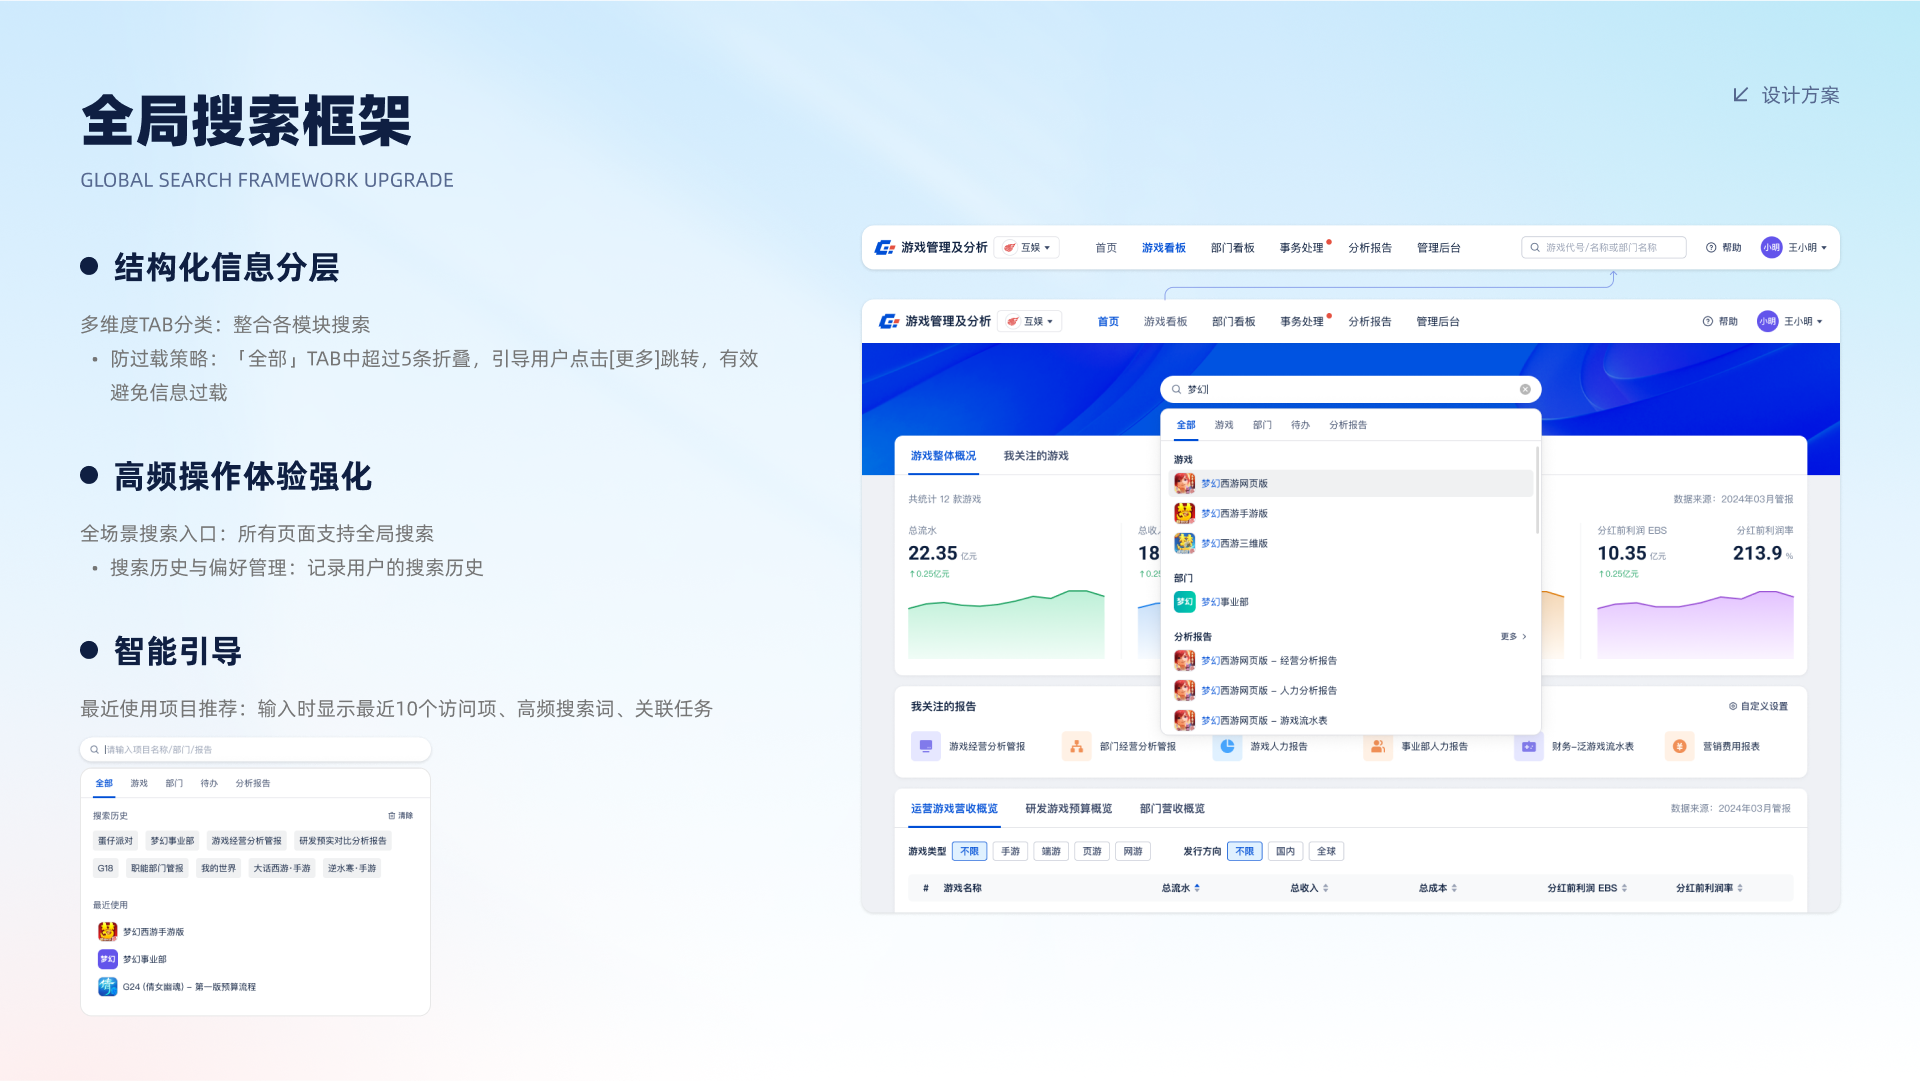 全局搜索框架
GLOBAL SEARCH FRAMEWORK UPGRADE
设计方案
结构化信息分层
多维度TAB分类：整合各模块搜索
• 防过载策略：「全部」TAB中超过5条折叠，引导用户点击[更多]跳转，有效
避免信息过载
高频操作体验强化
全场景搜索入口：所有页面支持全局搜索
• 搜索历史与偏好管理：记录用户的搜索历史
智能引导
最近使用项目推荐：输入时显示最近10个访问项、高频搜索词、关联任务
请输入项目名称/部门/报告
全部 游戏 部门 待办 分析报告
搜索历史 清除
蛋仔派对 梦幻事业部 游戏经营分析管报 研发预实对比分析报告
G18 职能部门管报 我的世界 大话西游·手游 逆水寒·手游
最近使用
梦幻西游手游版
梦幻 梦幻事业部
倩 G24 (倩女幽魂) – 第一版预算流程
游戏管理及分析 互娱 首页 游戏看板 部门看板 事务处理 分析报告 管理后台 游戏代号/名称或部门名称 帮助 小明 王小明
游戏管理及分析 互娱 首页 游戏看板 部门看板 事务处理 分析报告 管理后台 帮助 小明 王小明
梦幻
全部 游戏 部门 待办 分析报告
游戏
梦幻西游网页版
梦幻西游手游版
梦幻西游三维版
部门
梦幻 梦幻事业部
分析报告 更多
梦幻西游网页版 – 经营分析报告
梦幻西游网页版 – 人力分析报告
梦幻西游网页版 – 游戏流水表
游戏整体概况 我关注的游戏
共统计 12 款游戏 数据来源：2024年03月管报
总流水 总收 分红前利润 EBS 分红前利润率
22.35 亿元 18 10.35 亿元 213.9 %
↑0.25亿元 ↑0.25 ↑0.25亿元
我关注的报告 自定义设置
游戏经营分析管报 部门经营分析管报 游戏人力报告 事业部人力报告 财务–泛游戏流水表 营销费用报表
运营游戏营收概览 研发游戏预算概览 部门营收概览 数据来源：2024年03月管报
游戏类型 不限 手游 端游 页游 网游 发行方向 不限 国内 全球
# 游戏名称 总流水 总收入 总成本 分红前利润 EBS 分红前利润率